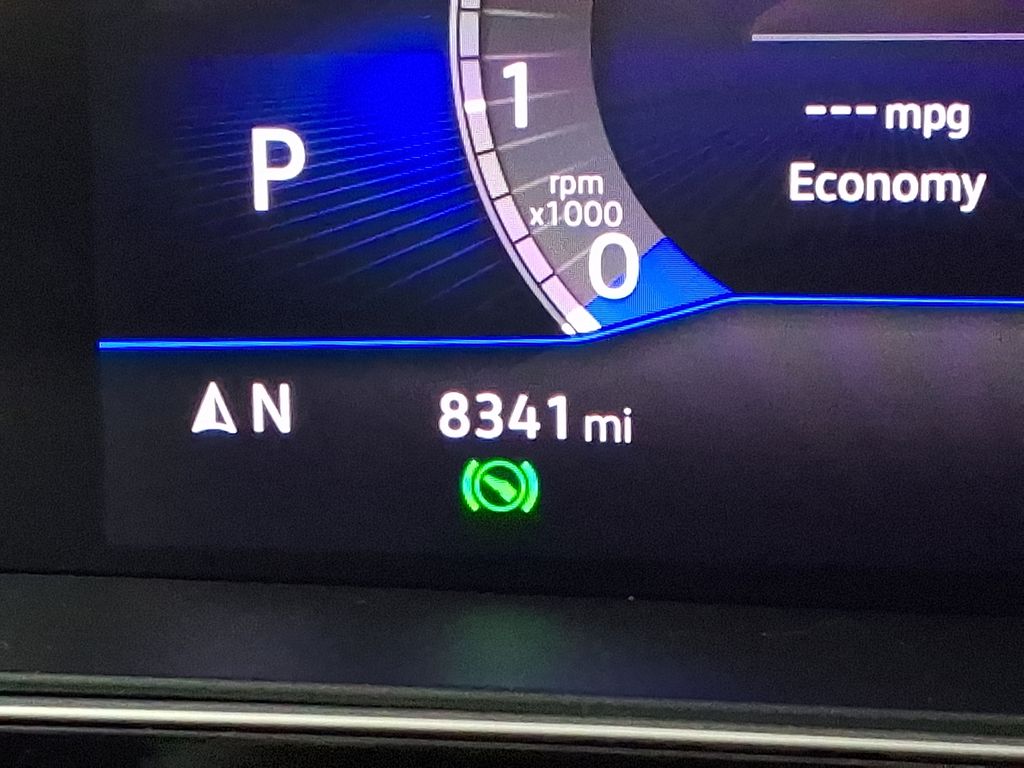 P
1
rpm
x1000
0
--- mpg
Economy
N
8341 mi